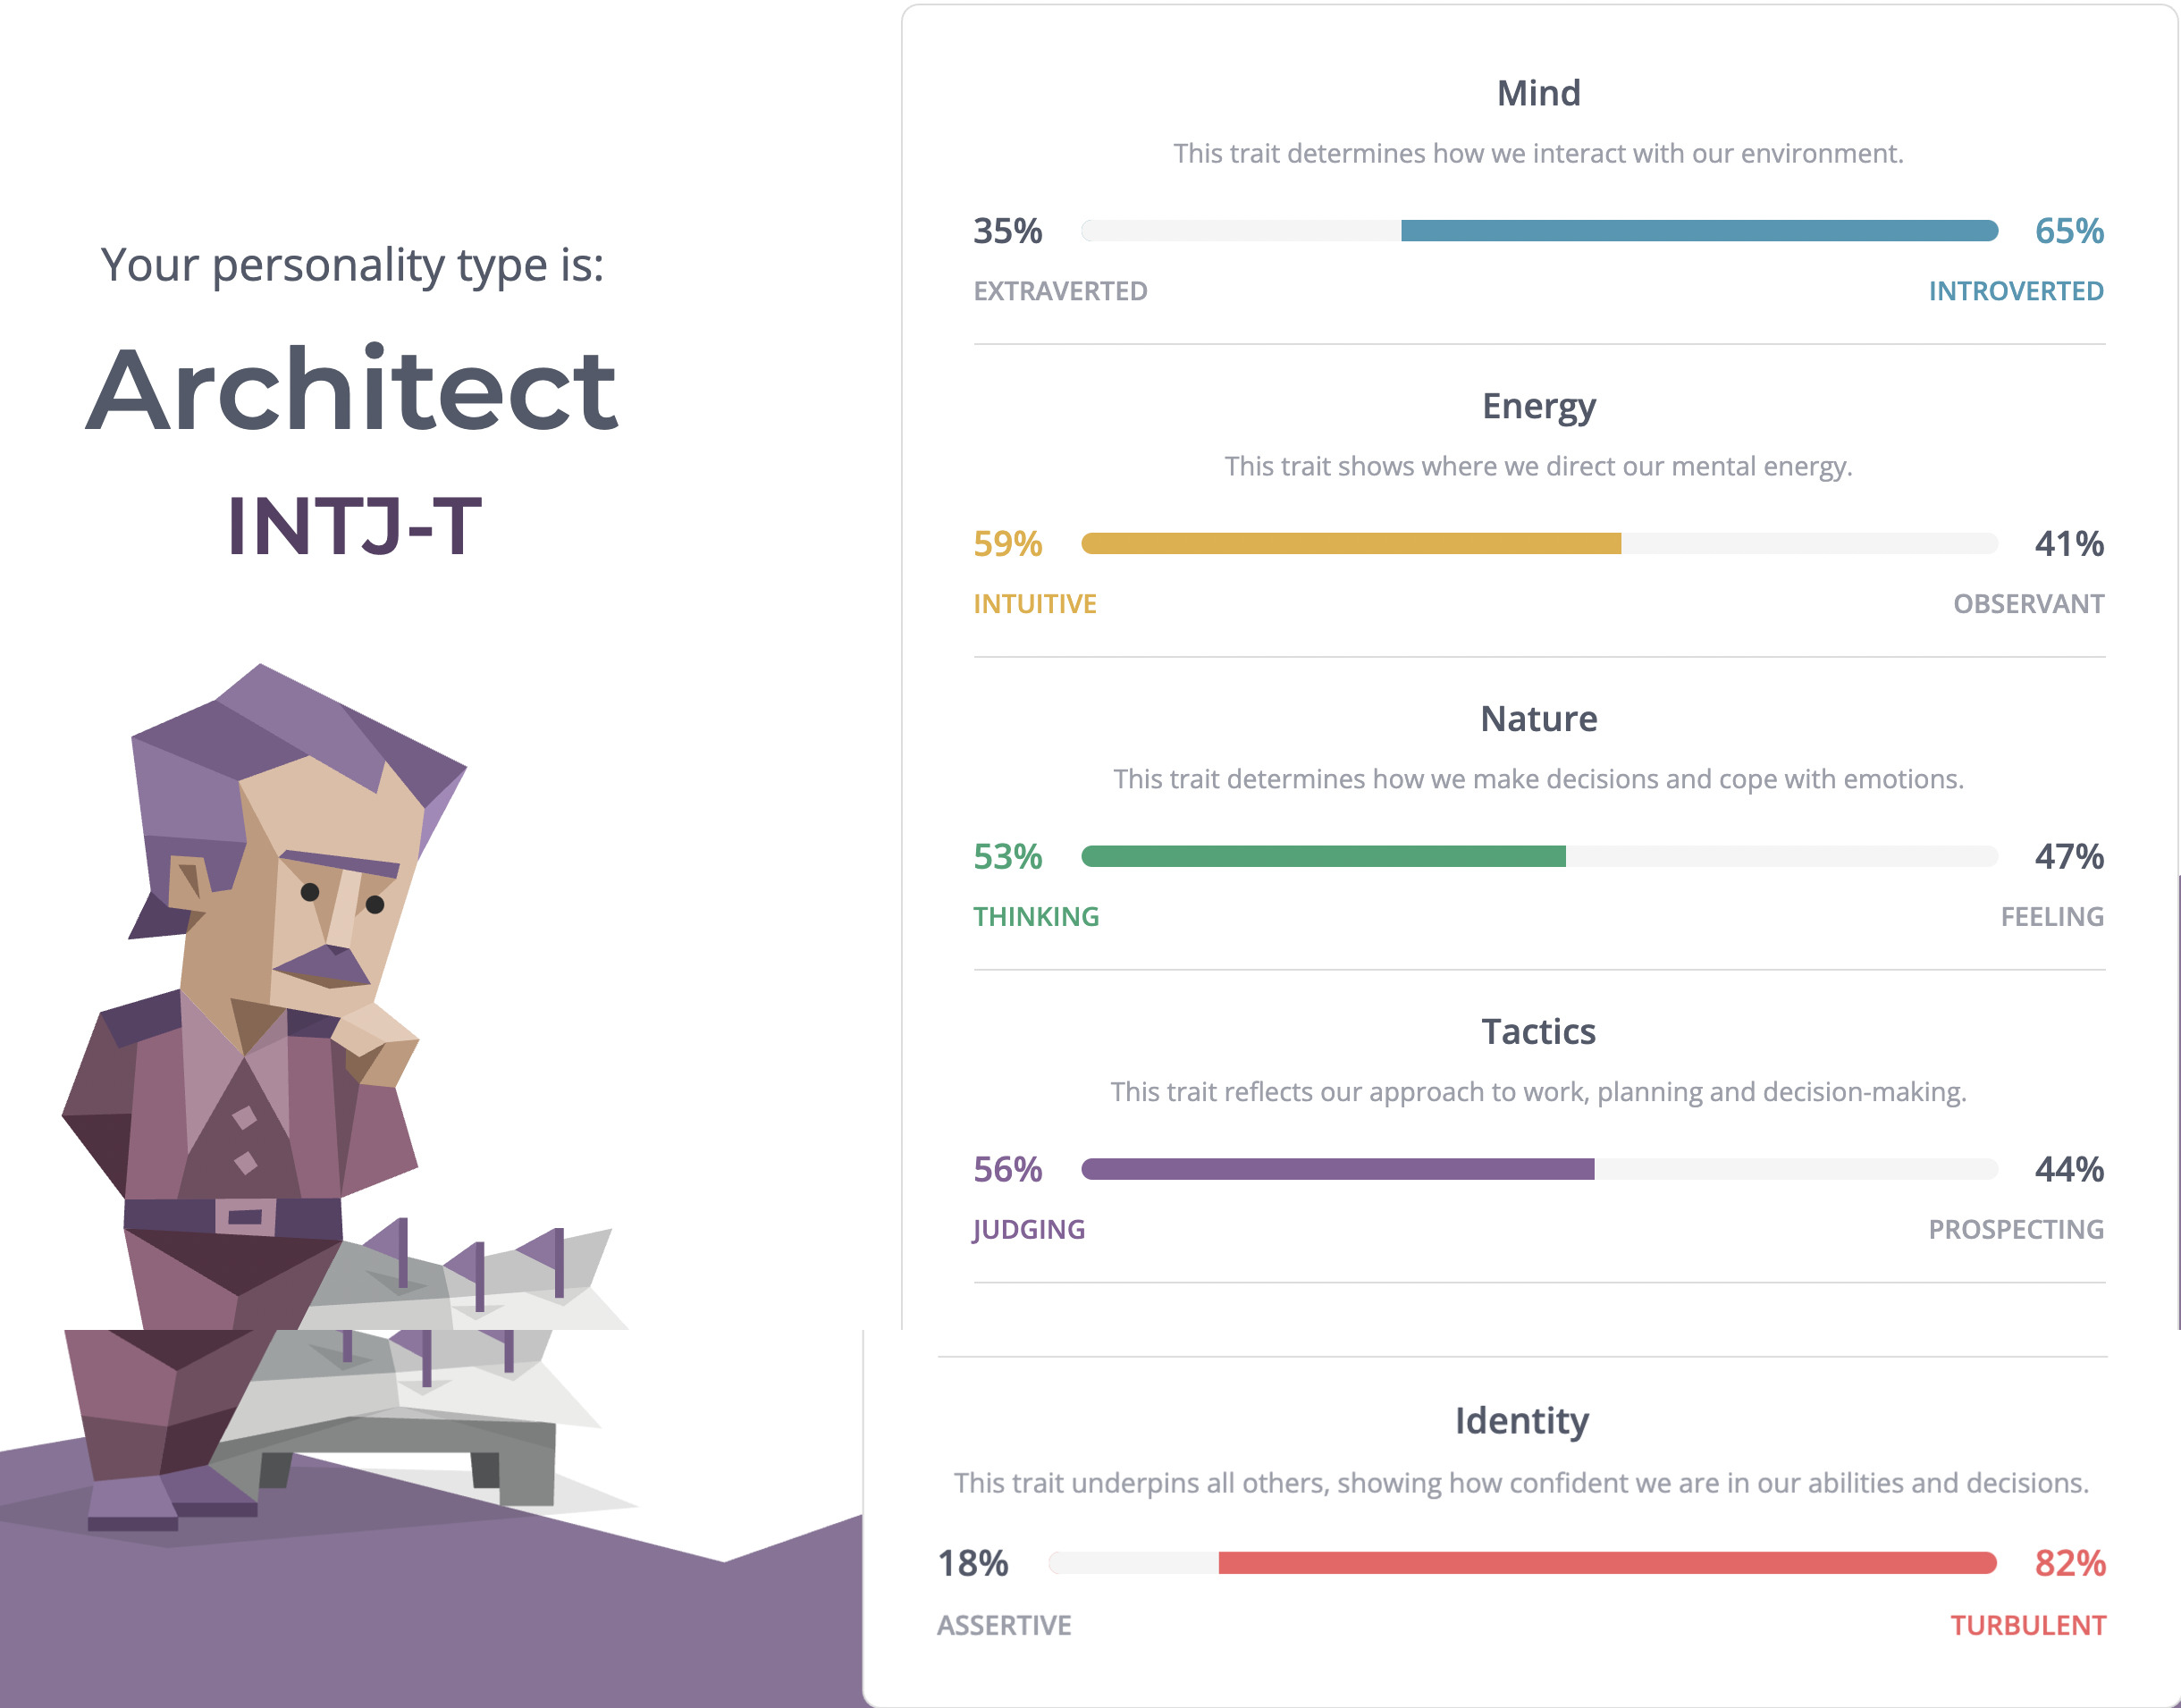 Your personality type is:
Architect
INTJ-T
Mind
This trait determines how we interact with our environment.
35% 65%
EXTRAVERTED INTROVERTED
Energy
This trait shows where we direct our mental energy.
59% 41%
INTUITIVE OBSERVANT
Nature
This trait determines how we make decisions and cope with emotions.
53% 47%
THINKING FEELING
Tactics
This trait reflects our approach to work, planning and decision-making.
56% 44%
JUDGING PROSPECTING
Identity
This trait underpins all others, showing how confident we are in our abilities and decisions.
18% 82%
ASSERTIVE TURBULENT